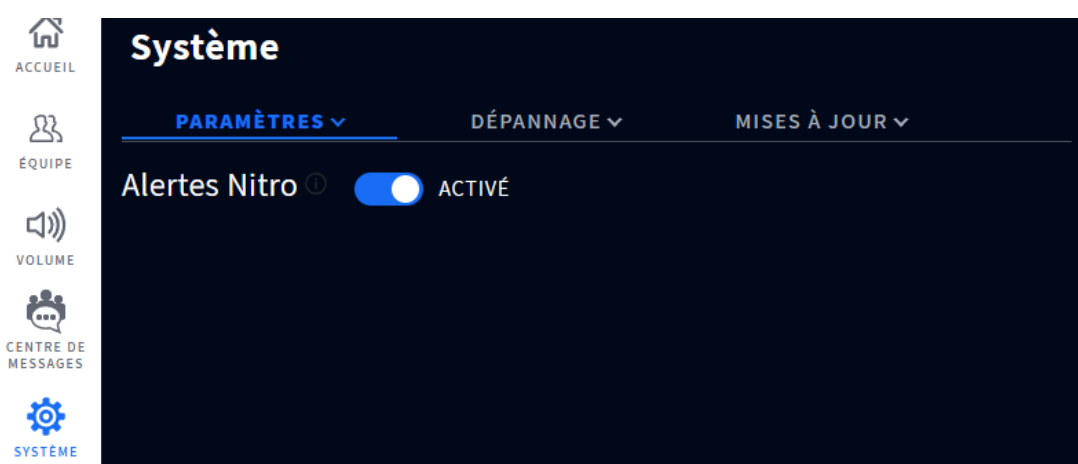 Système
PARAMÈTRES DÉPANNAGE MISES À JOUR
Alertes Nitro ACTIVÉ
ACCUEIL
ÉQUIPE
VOLUME
CENTRE DE
MESSAGES
SYSTÈME